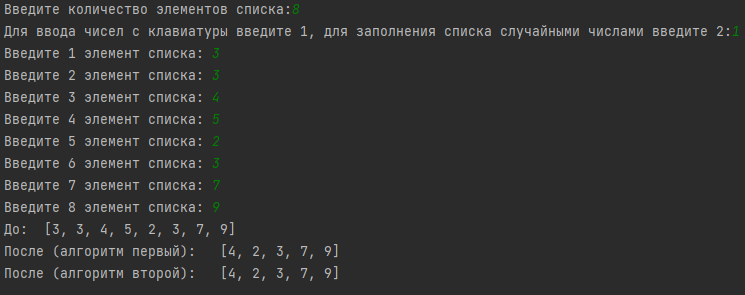 Введите количество элементов списка:8
Для ввода чисел с клавиатуры введите 1, для заполнения списка случайными числами введите 2:1
Введите 1 элемент списка: 3
Введите 2 элемент списка: 3
Введите 3 элемент списка: 4
Введите 4 элемент списка: 5
Введите 5 элемент списка: 2
Введите 6 элемент списка: 3
Введите 7 элемент списка: 7
Введите 8 элемент списка: 9
До:  [3, 3, 4, 5, 2, 3, 7, 9]
После (алгоритм первый):   [4, 2, 3, 7, 9]
После (алгоритм второй):   [4, 2, 3, 7, 9]